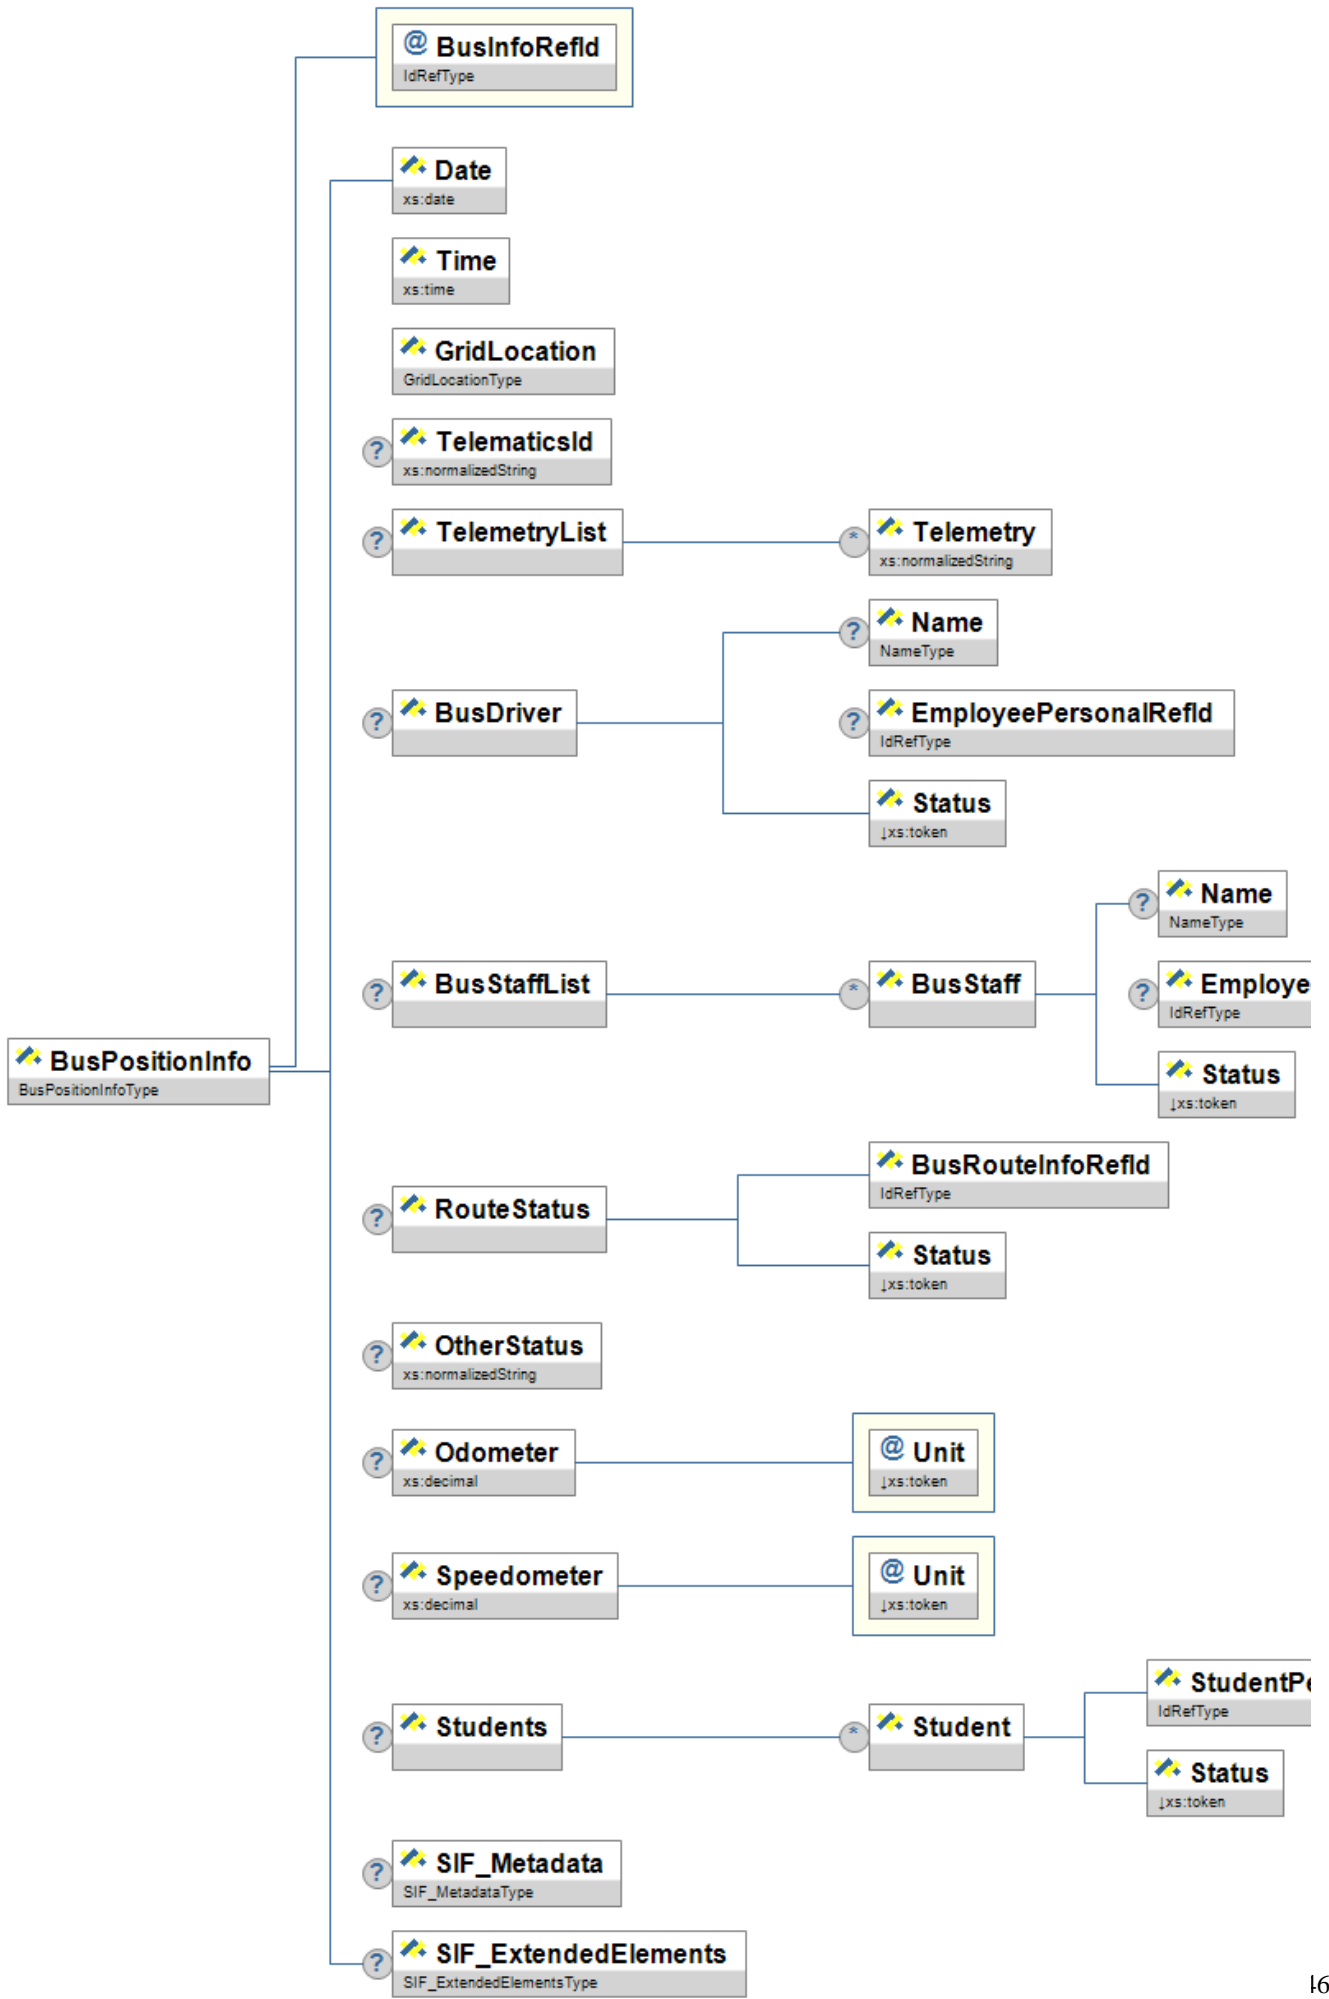 @ BusInfoRefId
IdRefType
Date
xs:date
Time
xs:time
GridLocation
GridLocationType
? TelematicsId
xs:normalizedString
? TelemetryList
* Telemetry
xs:normalizedString
? BusDriver
? Name
NameType
? EmployeePersonalRefId
IdRefType
Status
↓xs:token
? BusStaffList
* BusStaff
? Name
NameType
? Employe
IdRefType
Status
↓xs:token
BusPositionInfo
BusPositionInfoType
? RouteStatus
BusRouteInfoRefId
IdRefType
Status
↓xs:token
? OtherStatus
xs:normalizedString
? Odometer
xs:decimal
@ Unit
↓xs:token
? Speedometer
xs:decimal
@ Unit
↓xs:token
? Students
* Student
StudentPe
IdRefType
Status
↓xs:token
? SIF_Metadata
SIF_MetadataType
? SIF_ExtendedElements
SIF_ExtendedElementsType
46